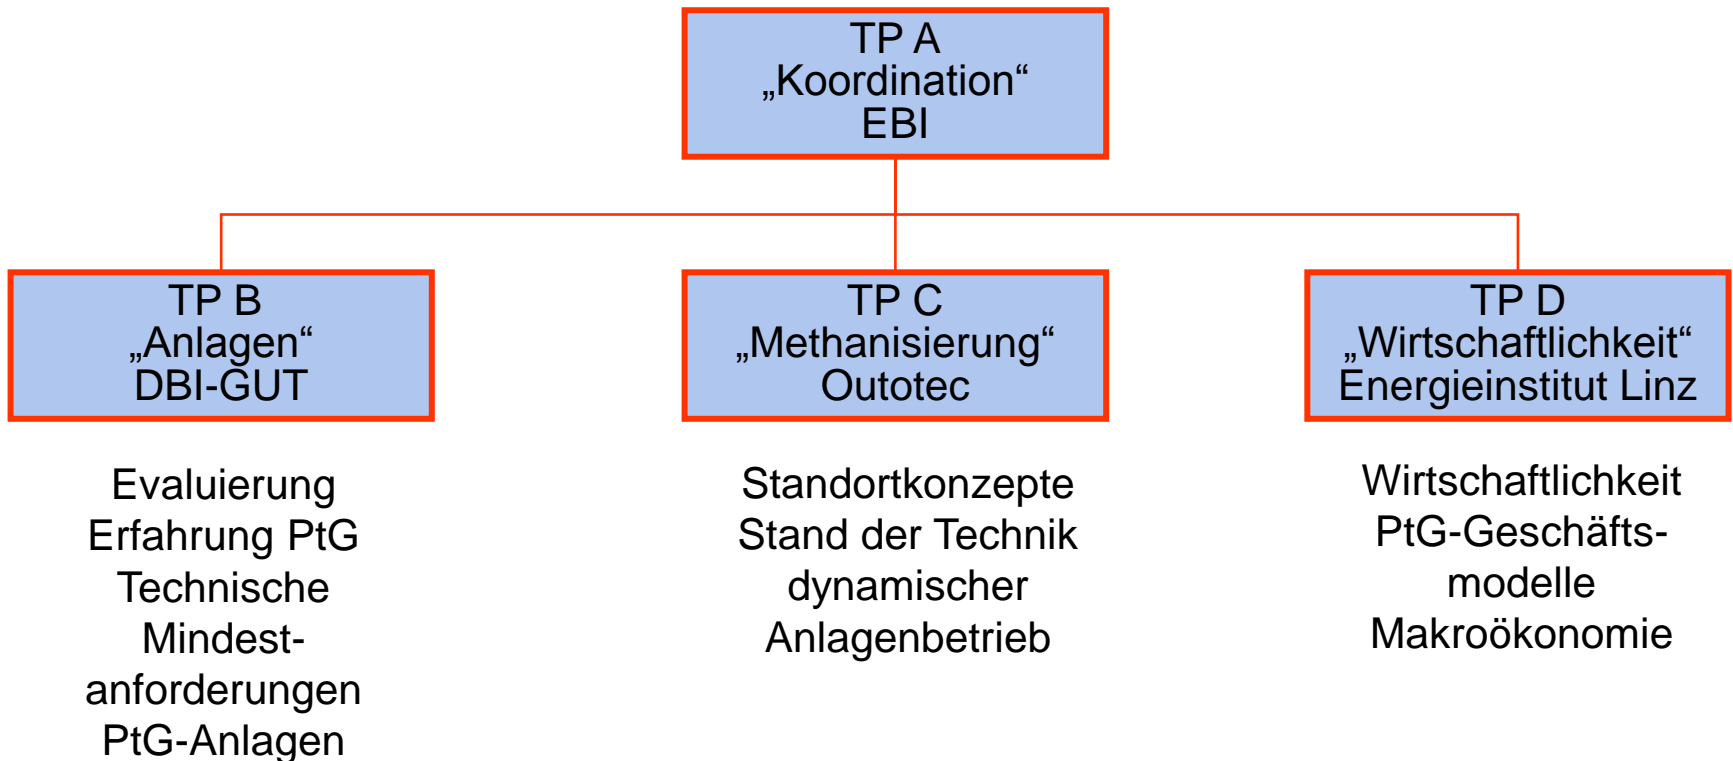 TP A
„Koordination“
EBI
TP B
„Anlagen“
DBI-GUT
TP C
„Methanisierung“
Outotec
TP D
„Wirtschaftlichkeit“
Energieinstitut Linz
Evaluierung
Erfahrung PtG
Technische
Mindest-
anforderungen
PtG-Anlagen
Standortkonzepte
Stand der Technik
dynamischer
Anlagenbetrieb
Wirtschaftlichkeit
PtG-Geschäfts-
modelle
Makroökonomie